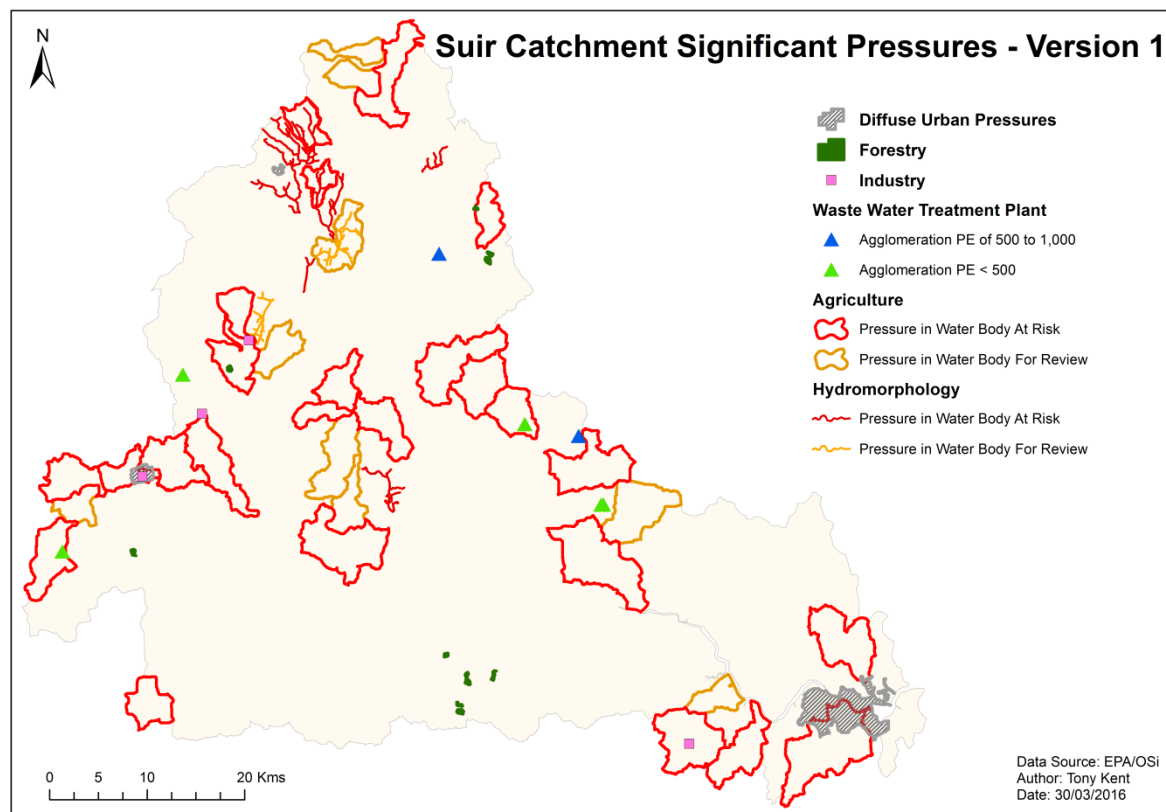 Suir Catchment Significant Pressures - Version 1
N
Diffuse Urban Pressures
Forestry
Industry
Waste Water Treatment Plant
Agglomeration PE of 500 to 1,000
Agglomeration PE < 500
Agriculture
Pressure in Water Body At Risk
Pressure in Water Body For Review
Hydromorphology
Pressure in Water Body At Risk
Pressure in Water Body For Review
0 5 10 20 Kms
Data Source: EPA/OSi
Author: Tony Kent
Date: 30/03/2016